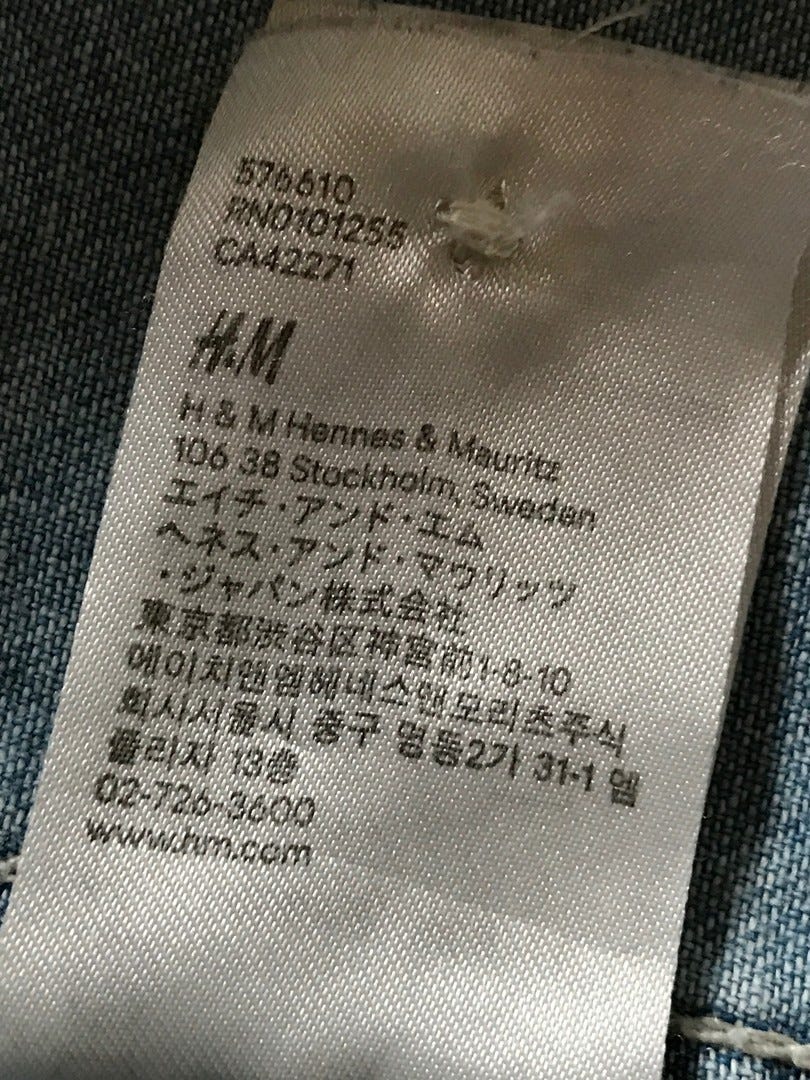 576610
RN0101255
CA42271
H&M
H & M Hennes & Mauritz
106 38 Stockholm, Sweden
エイチ・アンド・エム
ヘネス・アンド・マウリッツ
・ジャパン株式会社
東京都渋谷区神宮前1-8-10
에이치앤엠헤네스앤모리츠주식
회사서울시 중구 명동2가 31-1 엠
플라자 13층
02-726-3600
www.hm.com